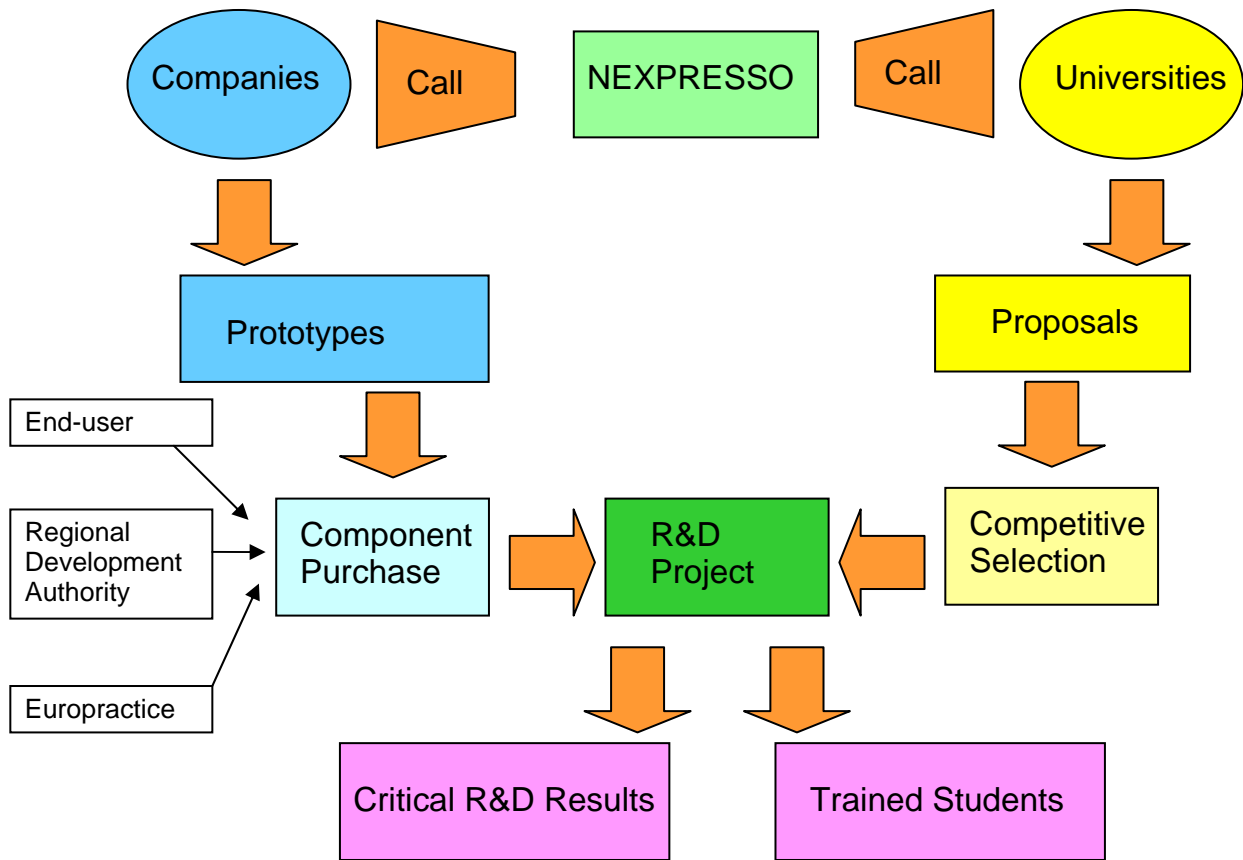 Companies
Call
NEXPRESSO
Call
Universities
Prototypes
Proposals
End-user
Regional
Development
Authority
Europractice
Component
Purchase
R&D
Project
Competitive
Selection
Critical R&D Results
Trained Students